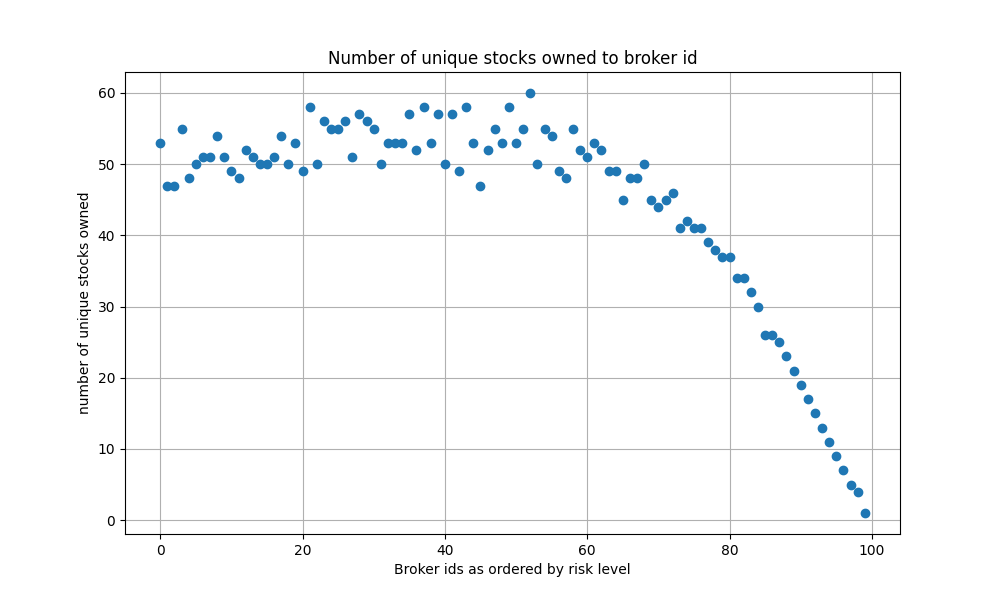 Number of unique stocks owned to broker id
60
50
40
30
20
10
0
number of unique stocks owned
0 20 40 60 80 100
Broker ids as ordered by risk level